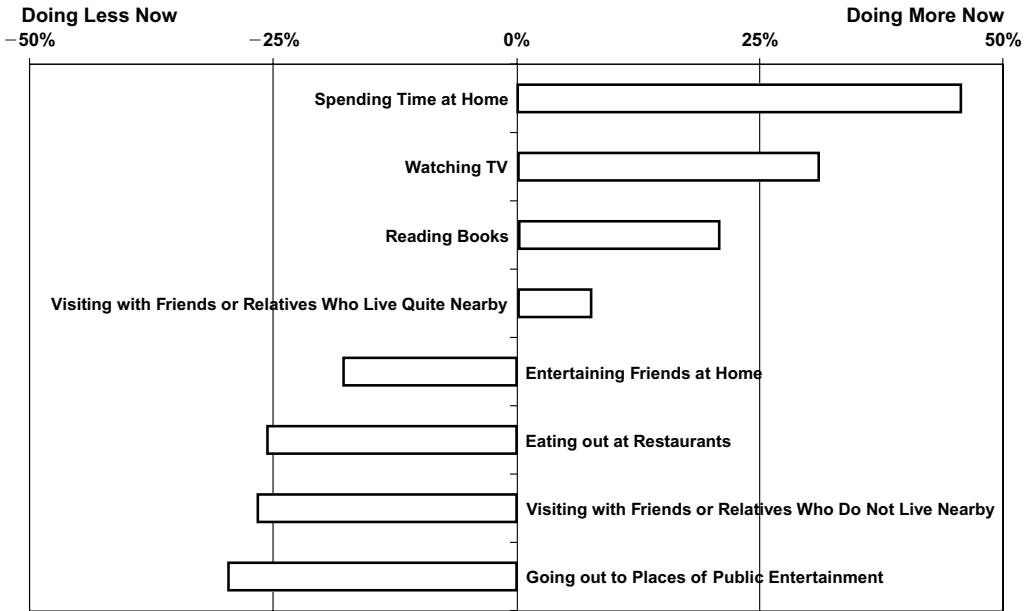 Doing Less Now Doing More Now
−50% −25% 0% 25% 50%
Spending Time at Home
Watching TV
Reading Books
Visiting with Friends or Relatives Who Live Quite Nearby
Entertaining Friends at Home
Eating out at Restaurants
Visiting with Friends or Relatives Who Do Not Live Nearby
Going out to Places of Public Entertainment